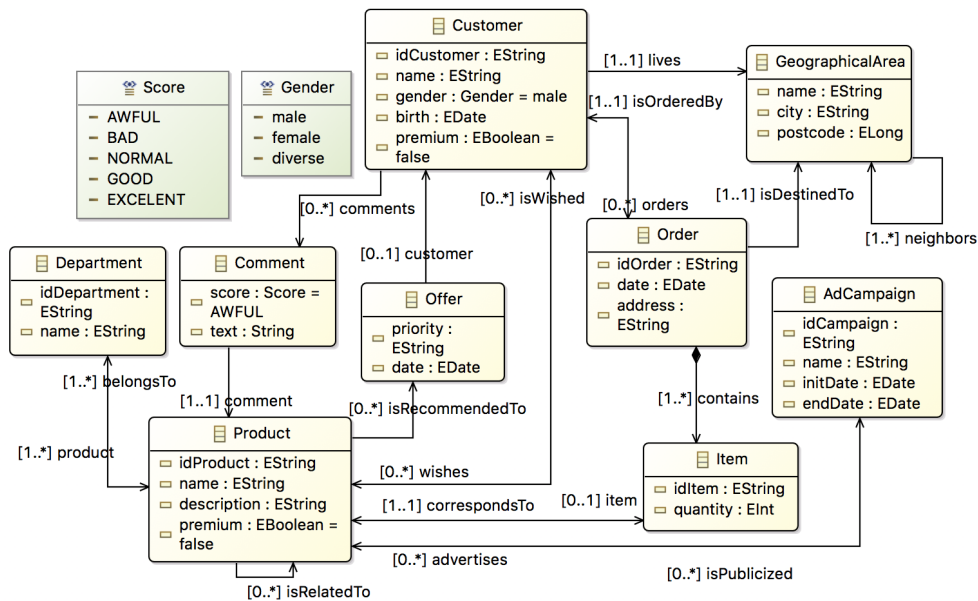 Customer
idCustomer : EString
name : EString
gender : Gender = male
birth : EDate
premium : EBoolean =
false
[1..1] lives
GeographicalArea
name : EString
city : EString
postcode : ELong
Score
AWFUL
BAD
NORMAL
GOOD
EXCELENT
Gender
male
female
diverse
[1..1] isOrderedBy
[0..*] comments
[0..*] isWished
[0..*] orders
[1..1] isDestinedTo
[1..*] neighbors
[0..1] customer
Department
idDepartment :
EString
name : EString
Comment
score : Score =
AWFUL
text : String
Offer
priority :
EString
date : EDate
Order
idOrder : EString
date : EDate
address :
EString
AdCampaign
idCampaign :
EString
name : EString
initDate : EDate
endDate : EDate
[1..*] belongsTo
[1..1] comment
[0..*] isRecommendedTo
[1..*] contains
[1..*] product
Product
idProduct : EString
name : EString
description : EString
premium : EBoolean =
false
[0..*] wishes
[1..1] correspondsTo
[0..1] item
Item
idItem : EString
quantity : EInt
[0..*] advertises
[0..*] isPublicized
[0..*] isRelatedTo